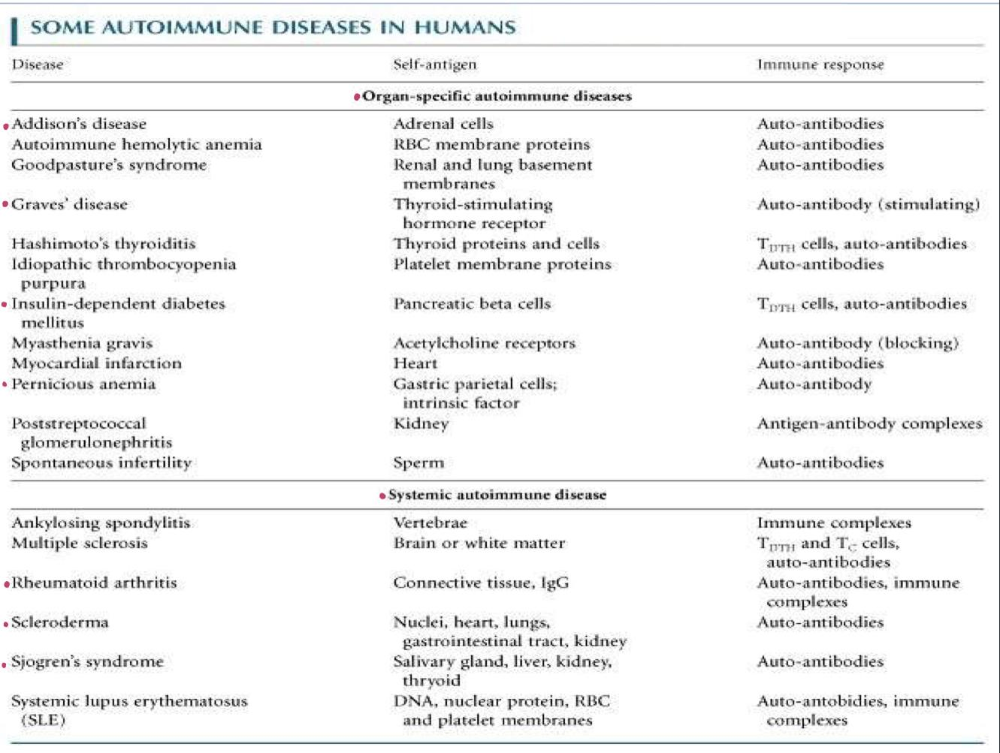 SOME AUTOIMMUNE DISEASES IN HUMANS
Disease Self-antigen Immune response
Organ-specific autoimmune diseases
Addison's disease Adrenal cells Auto-antibodies
Autoimmune hemolytic anemia RBC membrane proteins Auto-antibodies
Goodpasture's syndrome Renal and lung basement Auto-antibodies
membranes
Graves' disease Thyroid-stimulating Auto-antibody (stimulating)
hormone receptor
Hashimoto's thyroiditis Thyroid proteins and cells TDTH cells, auto-antibodies
Idiopathic thrombocyopenia Platelet membrane proteins Auto-antibodies
purpura
Insulin-dependent diabetes Pancreatic beta cells TDTH cells, auto-antibodies
mellitus
Myasthenia gravis Acetylcholine receptors Auto-antibody (blocking)
Myocardial infarction Heart Auto-antibodies
Pernicious anemia Gastric parietal cells; Auto-antibody
intrinsic factor
Poststreptococcal Kidney Antigen-antibody complexes
glomerulonephritis
Spontaneous infertility Sperm Auto-antibodies
Systemic autoimmune disease
Ankylosing spondylitis Vertebrae Immune complexes
Multiple sclerosis Brain or white matter TDTH and TC cells,
auto-antibodies
Rheumatoid arthritis Connective tissue, IgG Auto-antibodies, immune
complexes
Scleroderma Nuclei, heart, lungs, Auto-antibodies
gastrointestinal tract, kidney
Sjogren's syndrome Salivary gland, liver, kidney, Auto-antibodies
thryoid
Systemic lupus erythematosus DNA, nuclear protein, RBC Auto-antobidies, immune
(SLE) and platelet membranes complexes